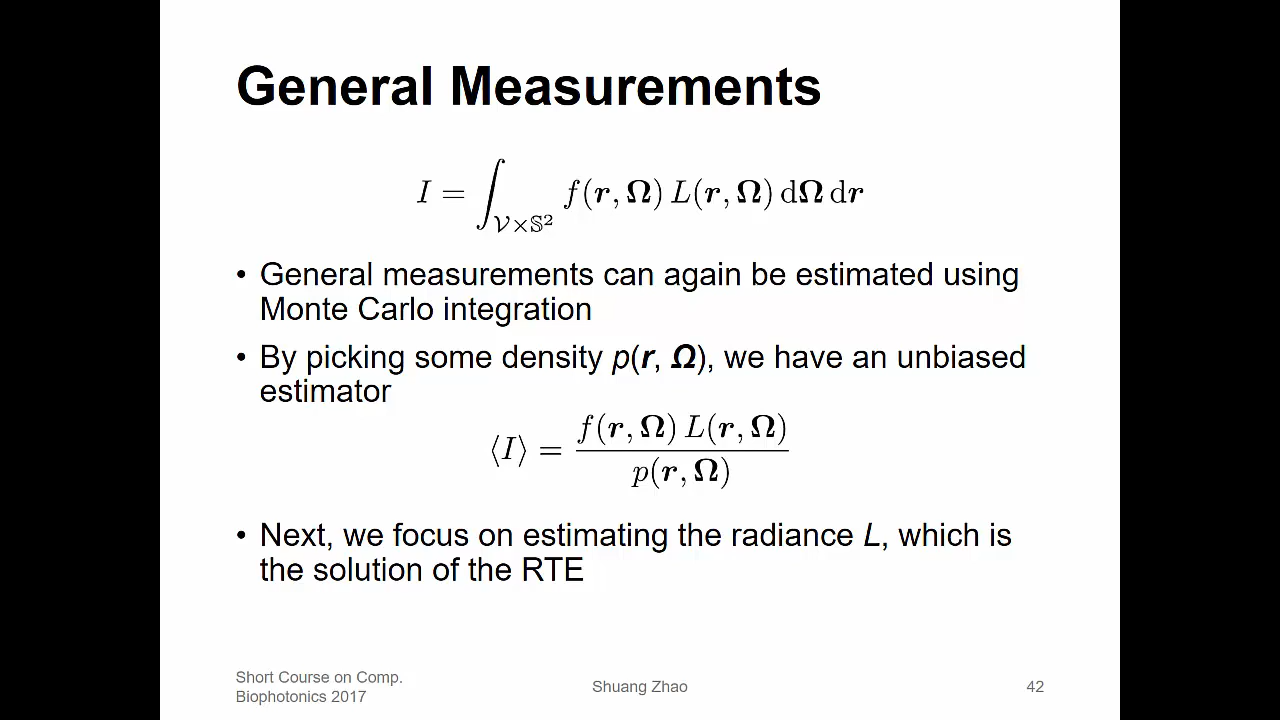 General Measurements
I = ∫_{𝒱×𝕊²} f(r, Ω) L(r, Ω) dΩ dr
• General measurements can again be estimated using
Monte Carlo integration
• By picking some density p(r, Ω), we have an unbiased
estimator
⟨I⟩ = f(r, Ω) L(r, Ω) / p(r, Ω)
• Next, we focus on estimating the radiance L, which is
the solution of the RTE
Short Course on Comp.
Biophotonics 2017
Shuang Zhao
42